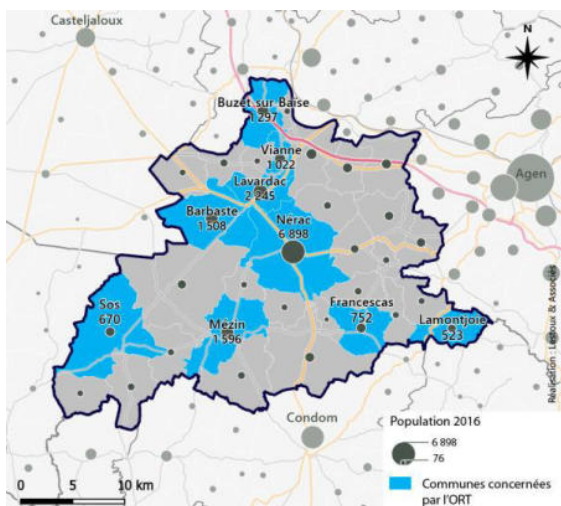 Casteljaloux
N
Buzet sur Baïse
1 297
Vianne
1 022
Lavardac
2 245
Barbaste
1 508
Nérac
6 898
Agen
Sos
670
Mézin
1 596
Francescas
752
Lamontjoie
523
Condom
Réalisation : Lestoux & Associés
Population 2016
6 898
76
Communes concernées
par l'ORT
0 5 10 km